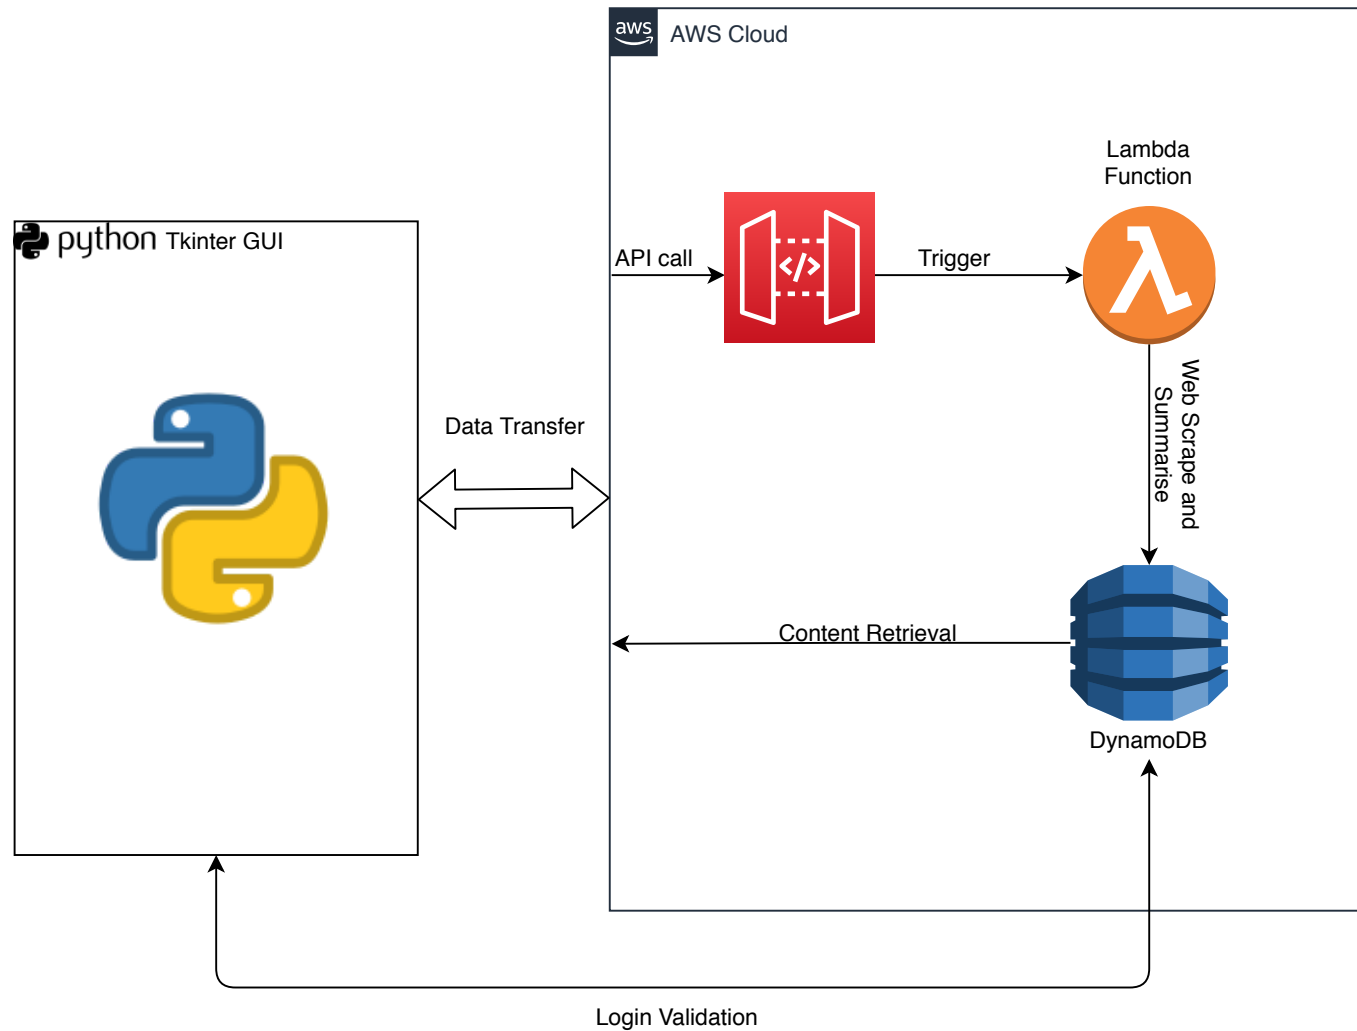 aws
AWS Cloud
Lambda
Function
python Tkinter GUI
API call
</>
Trigger
Web Scrape and
Summarise
Data Transfer
Content Retrieval
DynamoDB
Login Validation